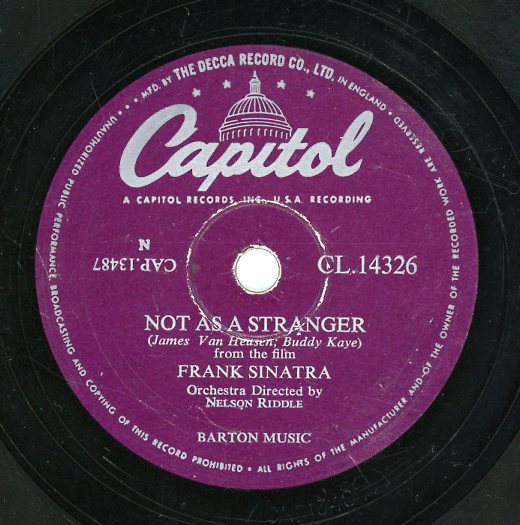 MFD. BY THE DECCA RECORD CO., LTD. IN ENGLAND • ALL RIGHTS OF THE MANUFACTURER AND OF THE OWNER OF THE RECORDED WORK ARE RESERVED • UNAUTHORIZED PUBLIC PERFORMANCE, BROADCASTING AND COPYING OF THIS RECORD PROHIBITED •
Capitol
A CAPITOL RECORDS, INC., U.S.A. RECORDING
CAP.13487
N
CL.14326
NOT AS A STRANGER
(James Van Heusen; Buddy Kaye)
from the film
FRANK SINATRA
Orchestra Directed by
NELSON RIDDLE
BARTON MUSIC